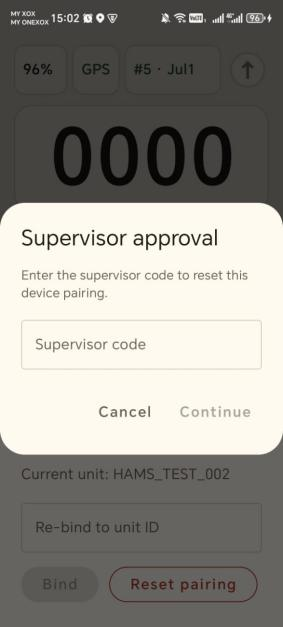 MY XOX
MY ONEXOX 15:02
4G 96
96% GPS #5 · Jul1
0000
Supervisor approval
Enter the supervisor code to reset this
device pairing.
Supervisor code
Cancel Continue
Current unit: HAMS_TEST_002
Re-bind to unit ID
Bind Reset pairing